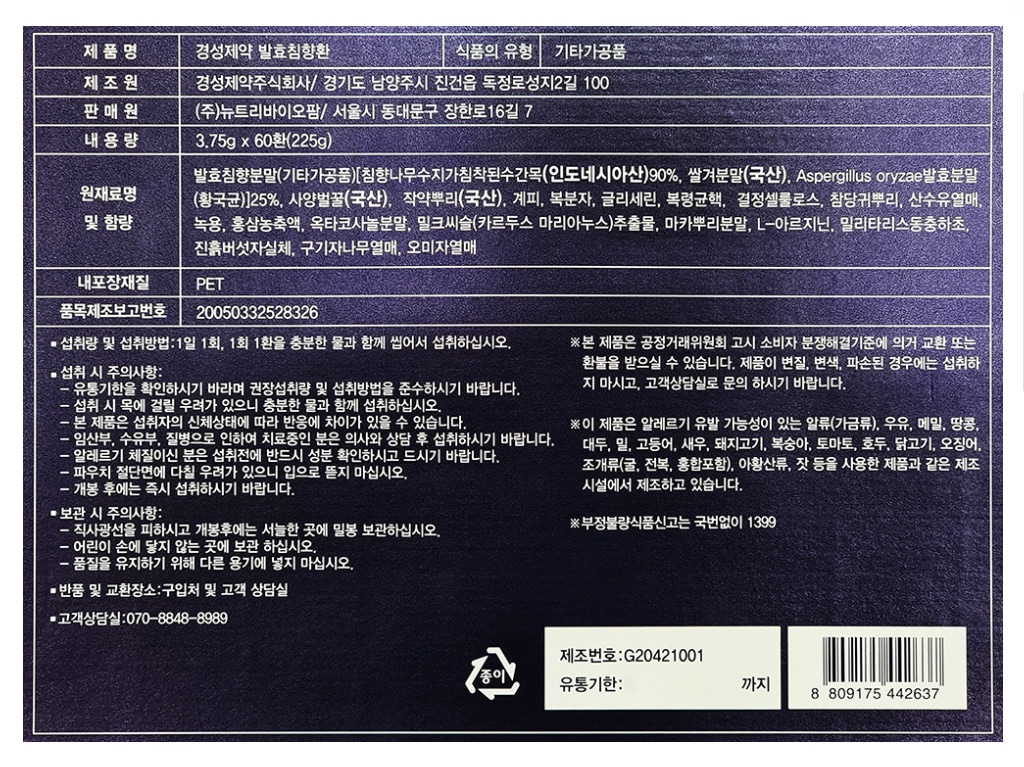 제 품 명 경성제약 발효침향환 식품의 유형 기타가공품
제 조 원 경성제약주식회사/ 경기도 남양주시 진건읍 독정로성지2길 100
판 매 원 (주)뉴트리바이오팜/ 서울시 동대문구 장한로16길 7
내 용 량 3.75g x 60환(225g)
원재료명 및 함량
발효침향분말(기타가공품)[침향나무수지가침착된수간목(인도네시아산)90%, 쌀겨분말(국산), Aspergillus oryzae발효분말
(황국균)]25%, 사양벌꿀(국산), 작약뿌리(국산), 계피, 복분자, 글리세린, 복령균핵, 결정셀룰로스, 참당귀뿌리, 산수유열매,
녹용, 홍삼농축액, 옥타코사놀분말, 밀크씨슬(카르두스 마리아누스)추출물, 마카뿌리분말, L-아르지닌, 밀리타리스동충하초,
진흙버섯자실체, 구기자나무열매, 오미자열매
내포장재질 PET
품목제조보고번호 20050332528326
▪ 섭취량 및 섭취방법:1일 1회, 1회 1환을 충분한 물과 함께 씹어서 섭취하십시오.
▪ 섭취 시 주의사항:
- 유통기한을 확인하시기 바라며 권장섭취량 및 섭취방법을 준수하시기 바랍니다.
- 섭취 시 목에 걸릴 우려가 있으니 충분한 물과 함께 섭취하십시오.
- 본 제품은 섭취자의 신체상태에 따라 반응에 차이가 있을 수 있습니다.
- 임산부, 수유부, 질병으로 인하여 치료중인 분은 의사와 상담 후 섭취하시기 바랍니다.
- 알레르기 체질이신 분은 섭취전에 반드시 성분 확인하시고 드시기 바랍니다.
- 파우치 절단면에 다칠 우려가 있으니 입으로 뜯지 마십시오.
- 개봉 후에는 즉시 섭취하시기 바랍니다.
▪ 보관 시 주의사항:
- 직사광선을 피하시고 개봉후에는 서늘한 곳에 밀봉 보관하십시오.
- 어린이 손에 닿지 않는 곳에 보관 하십시오.
- 품질을 유지하기 위해 다른 용기에 넣지 마십시오.
▪ 반품 및 교환장소:구입처 및 고객 상담실
▪ 고객상담실:070-8848-8989
※본 제품은 공정거래위원회 고시 소비자 분쟁해결기준에 의거 교환 또는
환불을 받으실 수 있습니다. 제품이 변질, 변색, 파손된 경우에는 섭취하
지 마시고, 고객상담실로 문의 하시기 바랍니다.
※이 제품은 알레르기 유발 가능성이 있는 알류(가금류), 우유, 메밀, 땅콩,
대두, 밀, 고등어, 새우, 돼지고기, 복숭아, 토마토, 호두, 닭고기, 오징어,
조개류(굴, 전복, 홍합포함), 아황산류, 잣 등을 사용한 제품과 같은 제조
시설에서 제조하고 있습니다.
※부정불량식품신고는 국번없이 1399
종이
제조번호:G20421001
유통기한: 까지
8 809175 442637